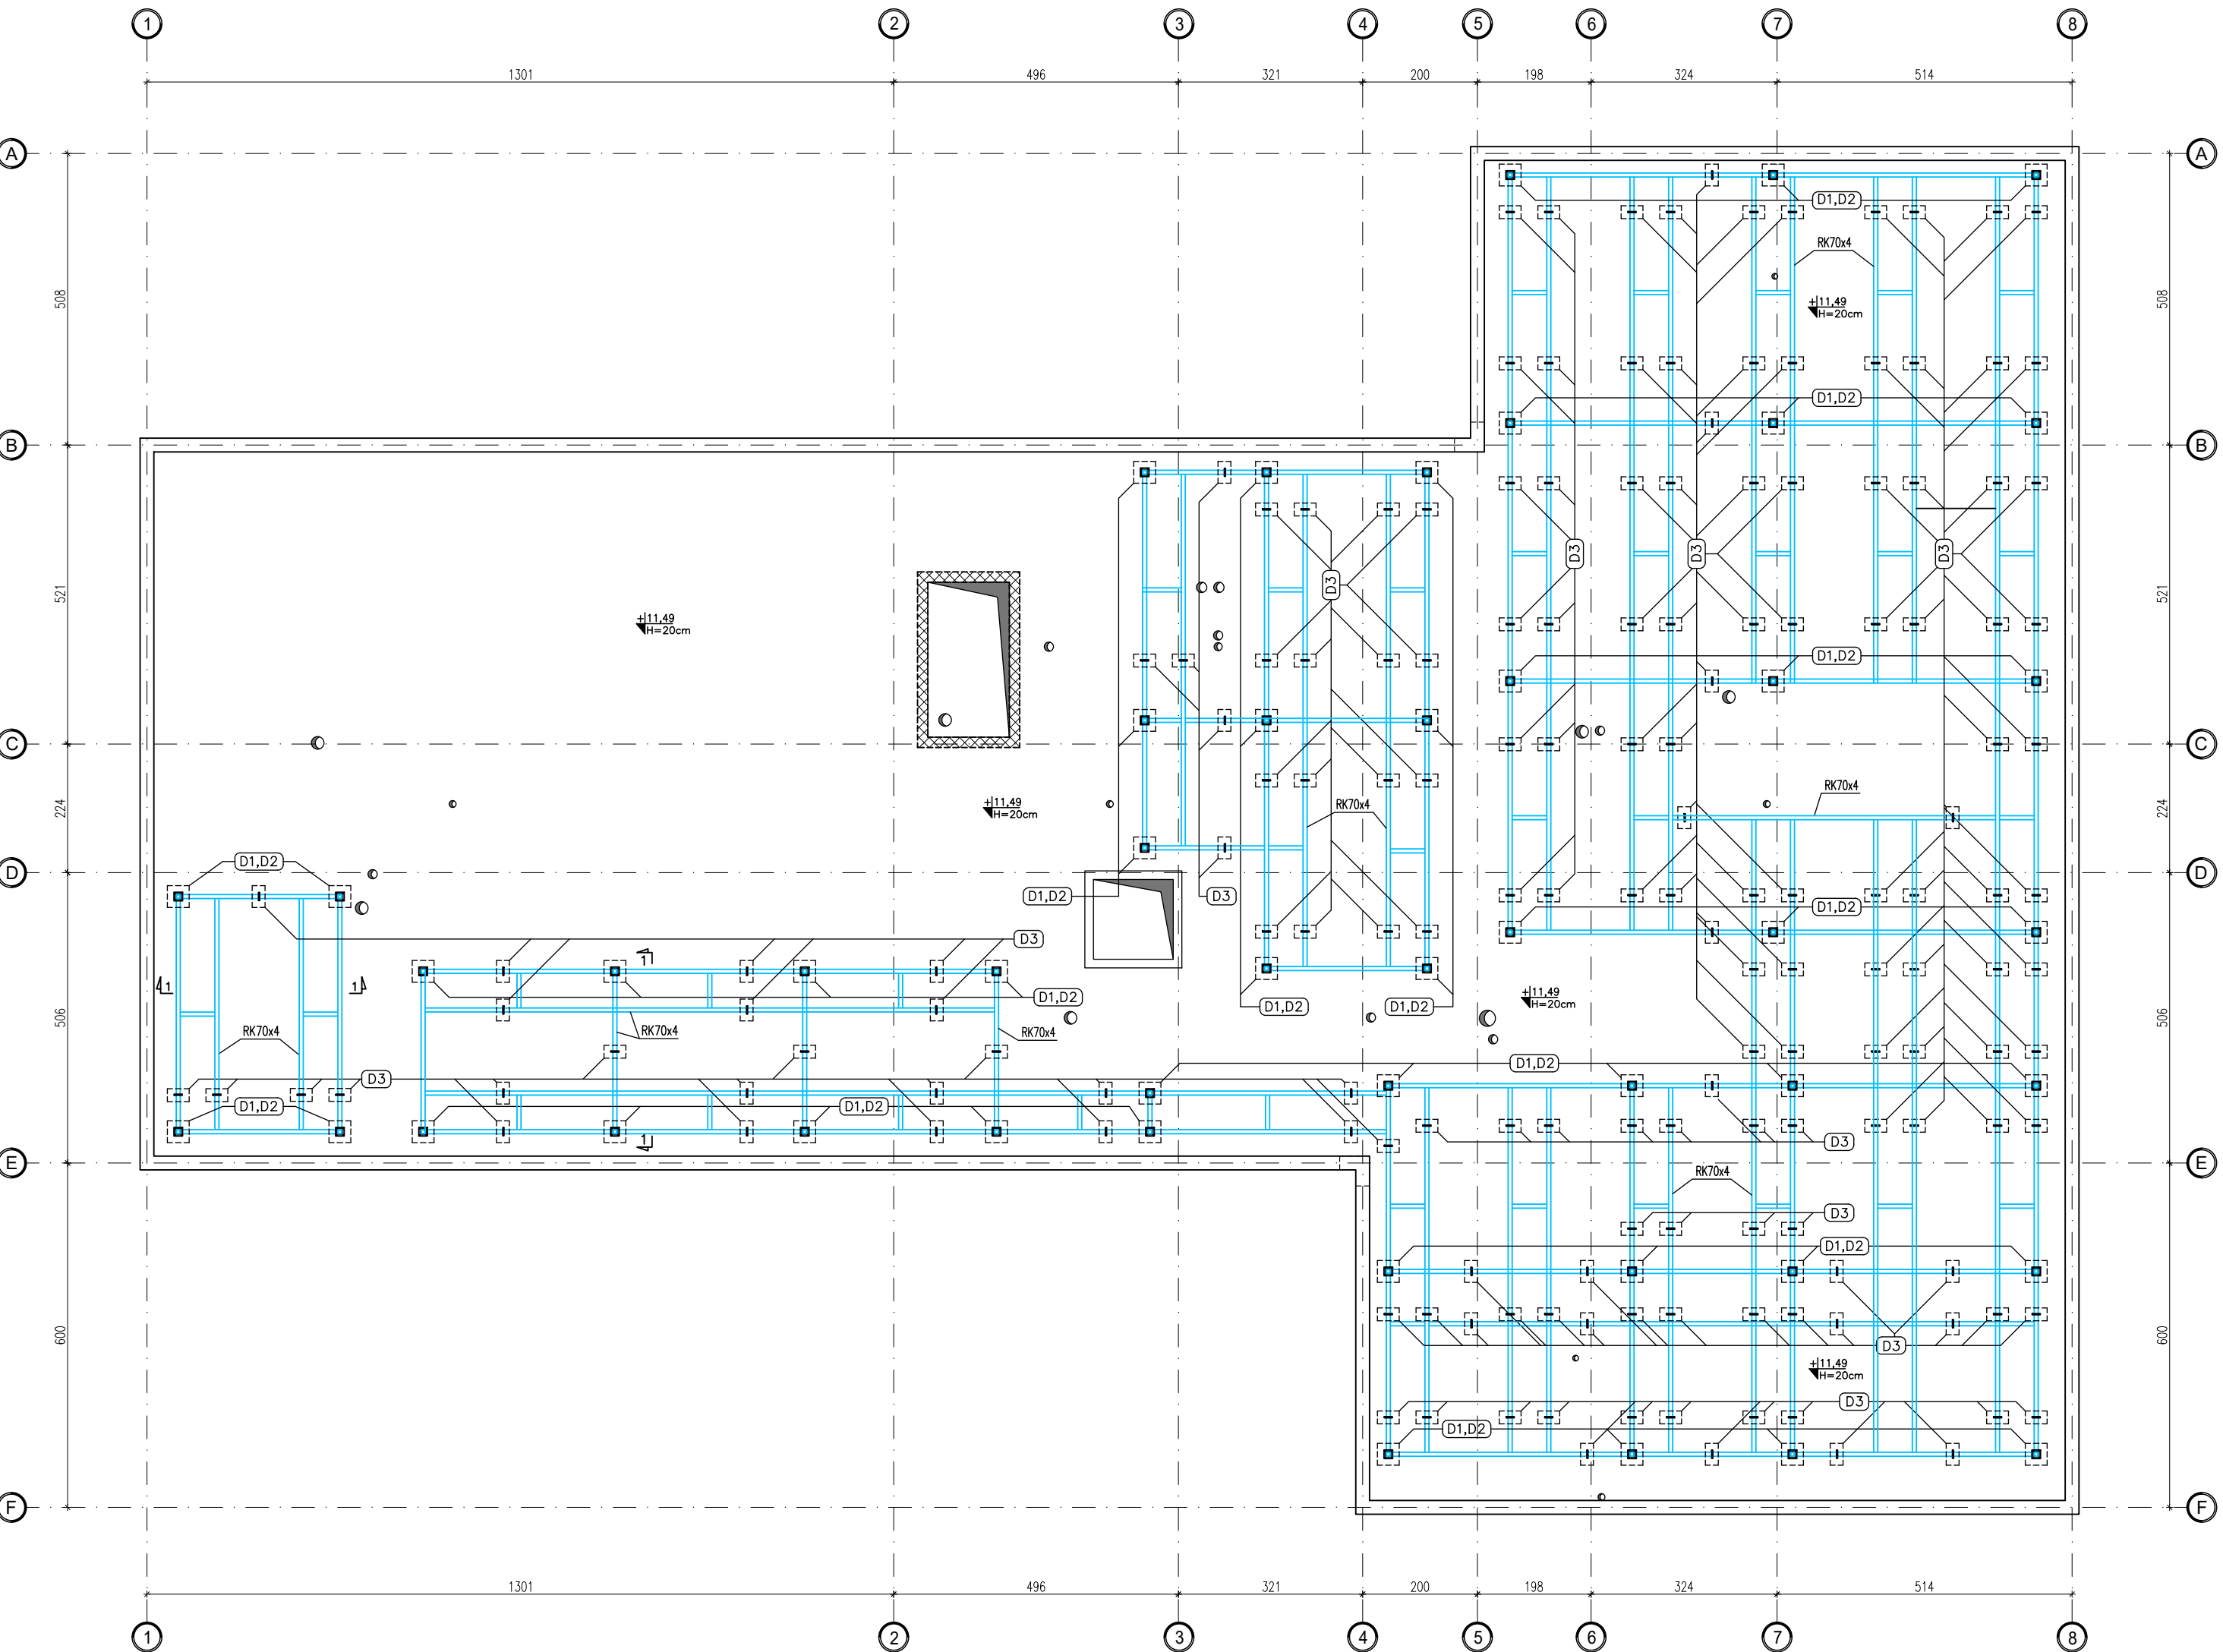 1 2 3 4 5 6 7 8
1301 496 321 200 198 324 514
A A
D1,D2
RK70x4
508 508
+11,49
H=20cm
D1,D2
B B
D3 D3 D3
D3
521 521
+11,49
H=20cm
D1,D2
C C
RK70x4
+11,49
H=20cm
RK70x4
224 224
D1,D2
D D
D1,D2 D3
D1,D2
D3
1
1 1
+11,49
H=20cm
D1,D2
D1,D2 D1,D2
506 506
RK70x4 RK70x4 RK70x4
D1,D2
D3
D1,D2 D1,D2
1
D3
E E
RK70x4
D3
D1,D2
600 600
D3
+11,49
H=20cm
D3
D1,D2
F F
1301 496 321 200 198 324 514
1 2 3 4 5 6 7 8